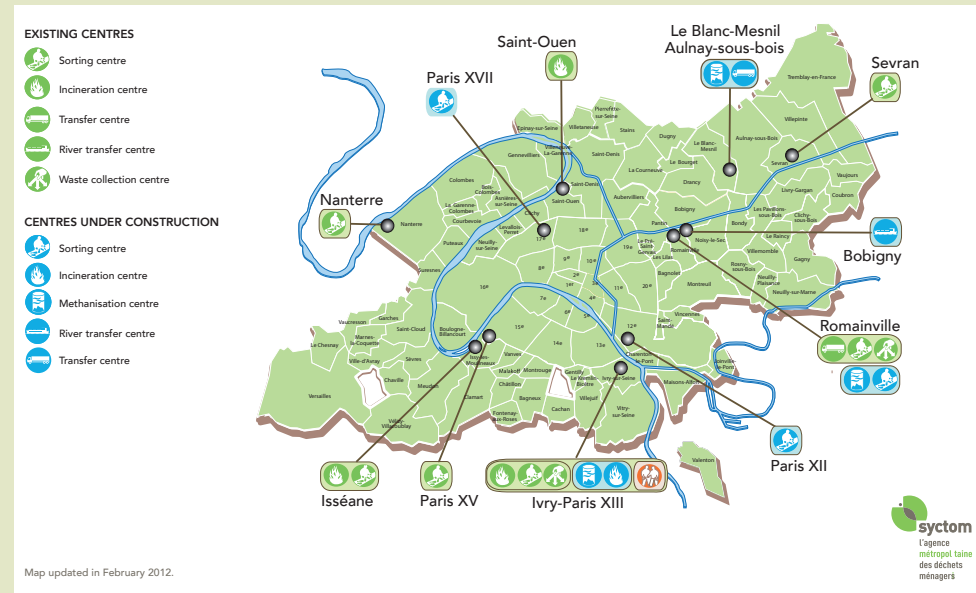 EXISTING CENTRES
Sorting centre
Incineration centre
Transfer centre
River transfer centre
Waste collection centre
CENTRES UNDER CONSTRUCTION
Sorting centre
Incineration centre
Methanisation centre
River transfer centre
Transfer centre
Saint-Ouen
Le Blanc-Mesnil
Aulnay-sous-bois
Sevran
Paris XVII
Nanterre
Bobigny
Romainville
Paris XII
Isséane
Paris XV
Ivry-Paris XIII
Tremblay-en-France
Villepinte
Pierrefitte-
sur-Seine
Epinay-sur-Seine
Villetaneuse
Stains
Dugny
Aulnay-sous-Bois
Le Blanc-
Mesnil
Villeneuve-
La-Garenne
Gennevilliers
Saint-Denis
Le Bourget
Sevran
La Courneuve
Drancy
Vaujours
Colombes
Bois-
Colombes
Asnières-
sur-Seine
Saint-Denis
Saint-Ouen
Aubervilliers
Livry-Gargan
Coubron
La Garenne-
Colombes
Clichy
Bobigny
Les Pavillons-
sous-Bois
Clichy-
sous-Bois
Nanterre
Courbevoie
Levallois-
Perret
Pantin
Bondy
Puteaux
Neuilly-
sur-Seine
17e
18e
19e
Le Pré-
Saint-
Gervais
Les Lilas
Romainville
Noisy-le-Sec
Le Raincy
Villemomble
Gagny
Suresnes
8e
9e
10e
2e
1er
3e
11e
20e
Bagnolet
Montreuil
Rosny-
sous-Bois
Neuilly-
Plaisance
Neuilly-sur-Marne
16e
7e
4e
6e
5e
Vaucresson
Garches
Saint-Cloud
Boulogne-
Billancourt
15e
14e
13e
12e
Saint-
Mandé
Vincennes
Le Chesnay
Marnes-
la-Coquette
Ville-d'Avray
Sèvres
Issy-les-
Moulineaux
Vanves
Malakoff
Montrouge
Gentilly
Le Kremlin-
Bicêtre
Ivry-sur-Seine
Charenton-
le-Pont
Joinville-
le-Pont
Maisons-Alfort
Versailles
Chaville
Meudon
Clamart
Châtillon
Bagneux
Cachan
Villejuif
Vitry-
sur-Seine
Vélizy-
Villacoublay
Fontenay-
aux-Roses
Valenton
syctom
l'agence
métropol taine
des déchets
ménagers
Map updated in February 2012.